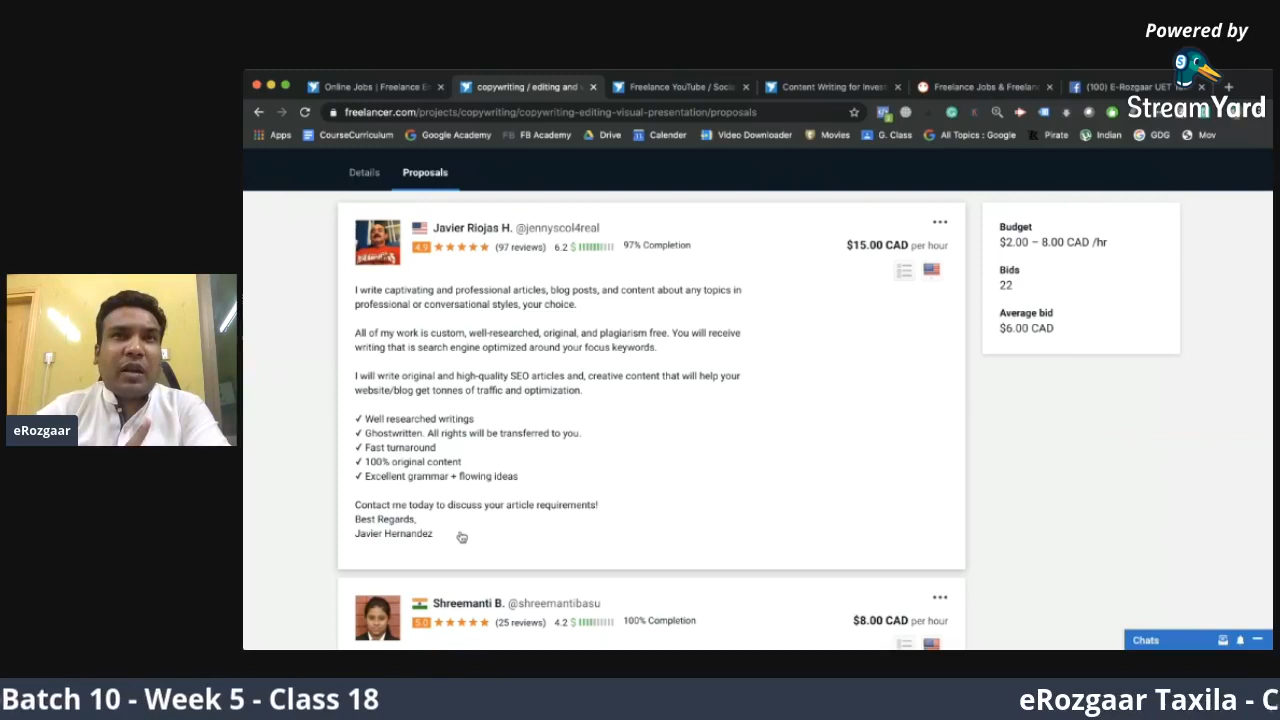 Powered by
StreamYard
Online Jobs | Freelance E
copywriting / editing and
Freelance YouTube / Soci
Content Writing for Invest
Freelance Jobs & Freelan
(100) E-Rozgaar UET
freelancer.com/projects/copywriting/copywriting-editing-visual-presentation/proposals
Apps
CourseCurriculum
Google Academy
FB Academy
Drive
Calender
Video Downloader
Movies
G. Class
All Topics : Google
Pirate
Indian
GDG
Mov
Details
Proposals
Javier Riojas H. @jennyscol4real
4.9 (97 reviews) 6.2 $ 97% Completion
$15.00 CAD per hour
I write captivating and professional articles, blog posts, and content about any topics in
professional or conversational styles, your choice.
All of my work is custom, well-researched, original, and plagiarism free. You will receive
writing that is search engine optimized around your focus keywords.
I will write original and high-quality SEO articles and, creative content that will help your
website/blog get tonnes of traffic and optimization.
✓ Well researched writings
✓ Ghostwritten. All rights will be transferred to you.
✓ Fast turnaround
✓ 100% original content
✓ Excellent grammar + flowing ideas
Contact me today to discuss your article requirements!
Best Regards,
Javier Hernandez
Budget
$2.00 – 8.00 CAD /hr
Bids
22
Average bid
$6.00 CAD
eRozgaar
Shreemanti B. @shreemantibasu
5.0 (25 reviews) 4.2 $ 100% Completion
$8.00 CAD per hour
Chats
Batch 10 - Week 5 - Class 18
eRozgaar Taxila - C